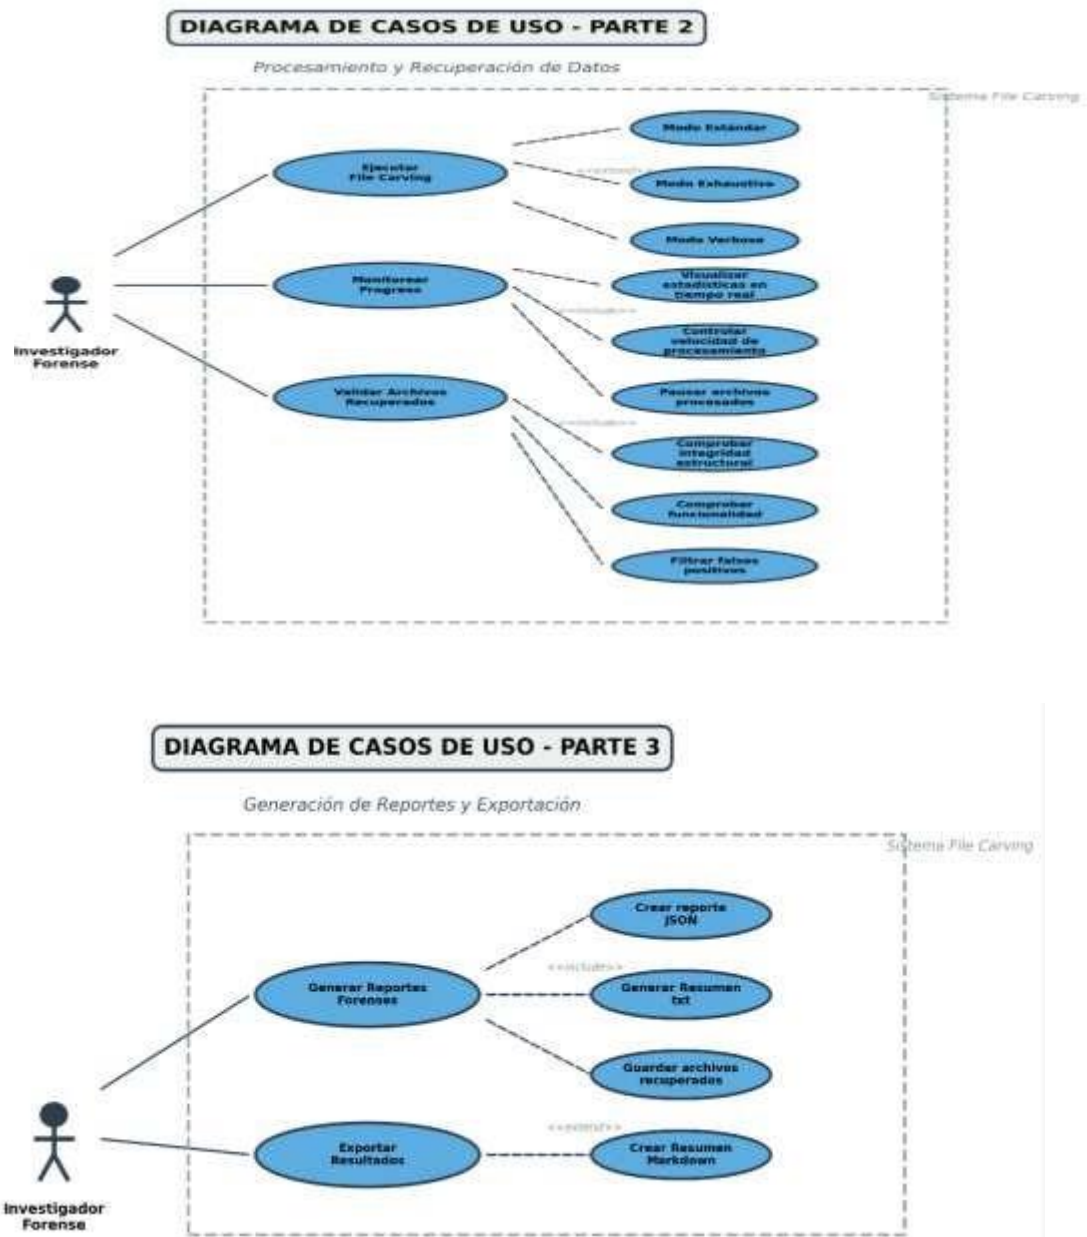 DIAGRAMA DE CASOS DE USO - PARTE 2
Procesamiento y Recuperación de Datos
Sistema File Carving
Modo Estándar
Ejecutar
File Carving
<<extend>>
Modo Exhaustivo
Modo Verbose
Monitorear
Progreso
Visualizar
estadísticas en
tiempo real
<<include>>
Controlar
velocidad de
procesamiento
Investigador
Forense
Validar Archivos
Recuperados
Pausar archivos
procesados
<<include>>
Comprobar
integridad
estructural
Comprobar
funcionalidad
Filtrar falsos
positivos
DIAGRAMA DE CASOS DE USO - PARTE 3
Generación de Reportes y Exportación
Sistema File Carving
Crear reporte
JSON
<<include>>
Generar Reportes
Forenses
Generar Resumen
txt
Guardar archivos
recuperados
<<extend>>
Exportar
Resultados
Crear Resumen
Markdown
Investigador
Forense